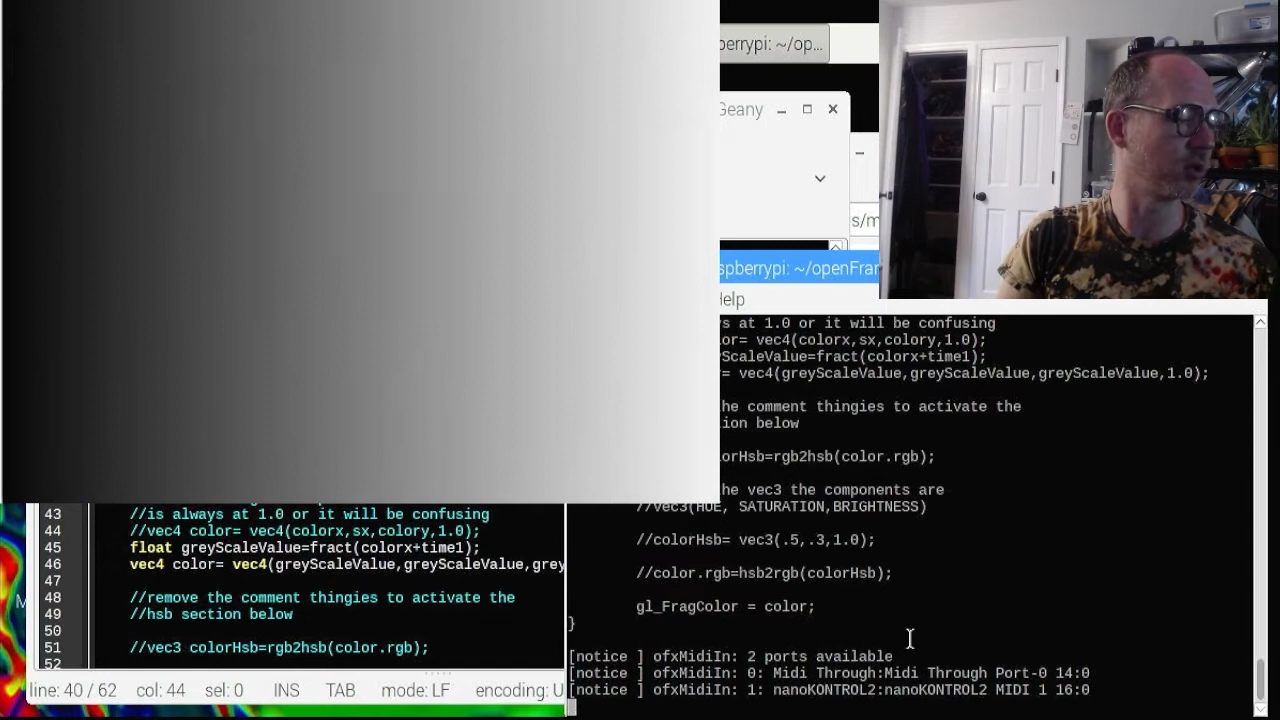 berrypi: ~/op...
Geany
s/m
spberrypi: ~/openFra
Help
s at 1.0 or it will be confusing
or= vec4(colorx,sx,colory,1.0);
yScaleValue=fract(colorx+time1);
= vec4(greyScaleValue,greyScaleValue,greyScaleValue,1.0);
he comment thingies to activate the
ion below
orHsb=rgb2hsb(color.rgb);
he vec3 the components are
//vec3(HUE, SATURATION,BRIGHTNESS)
//colorHsb= vec3(.5,.3,1.0);
//color.rgb=hsb2rgb(colorHsb);
gl_FragColor = color;
}
[notice ] ofxMidiIn: 2 ports available
[notice ] ofxMidiIn: 0: Midi Through:Midi Through Port-0 14:0
[notice ] ofxMidiIn: 1: nanoKONTROL2:nanoKONTROL2 MIDI 1 16:0
43 //is always at 1.0 or it will be confusing
44 //vec4 color= vec4(colorx,sx,colory,1.0);
45 float greyScaleValue=fract(colorx+time1);
46 vec4 color= vec4(greyScaleValue,greyScaleValue,grey
47
48 //remove the comment thingies to activate the
49 //hsb section below
50
51 //vec3 colorHsb=rgb2hsb(color.rgb);
52
line: 40 / 62 col: 44 sel: 0 INS TAB mode: LF encoding: U